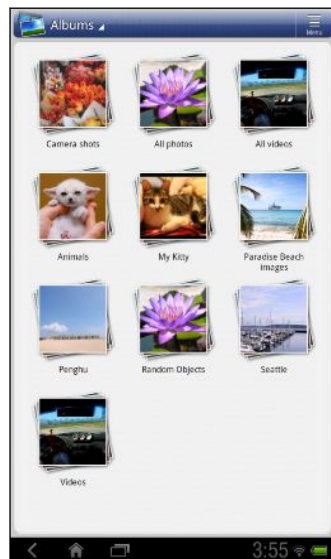 Albums
Menu
Camera shots
All photos
All videos
Animals
My Kitty
Paradise Beach
images
Penghu
Random Objects
Seattle
Videos
3:55